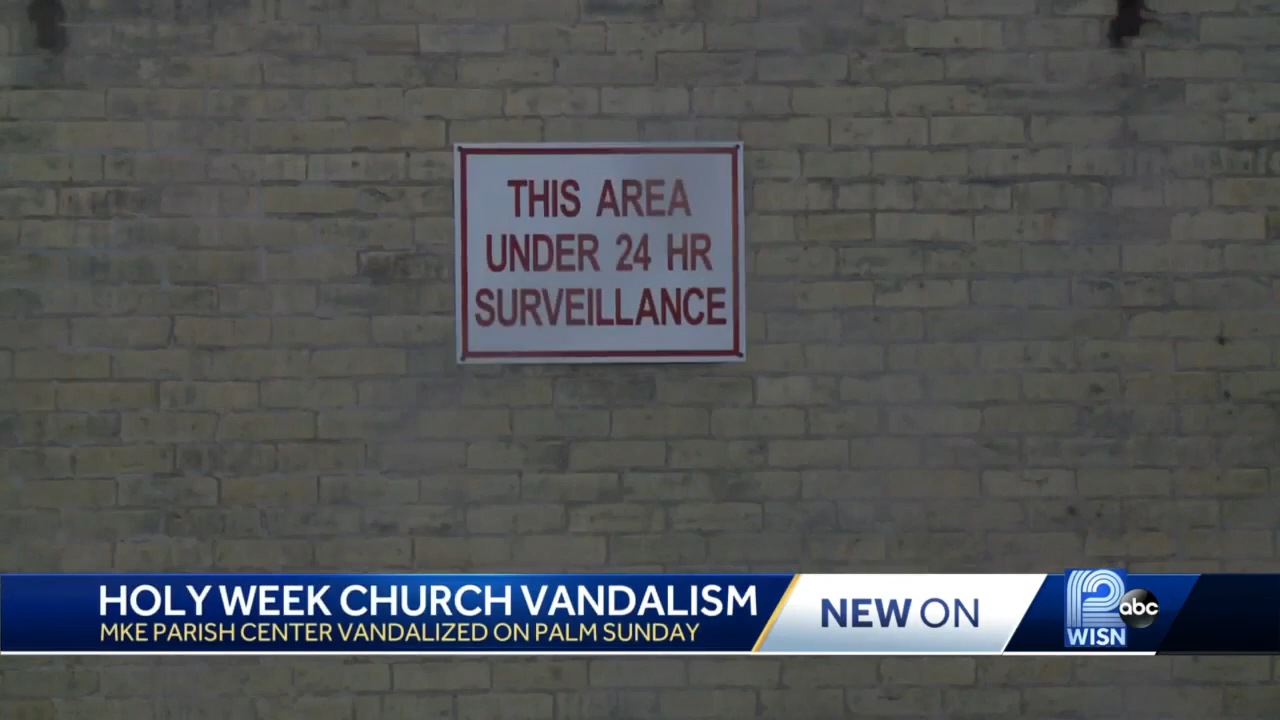 THIS AREA
UNDER 24 HR
SURVEILLANCE
HOLY WEEK CHURCH VANDALISM
MKE PARISH CENTER VANDALIZED ON PALM SUNDAY
NEW ON
12
abc
WISN